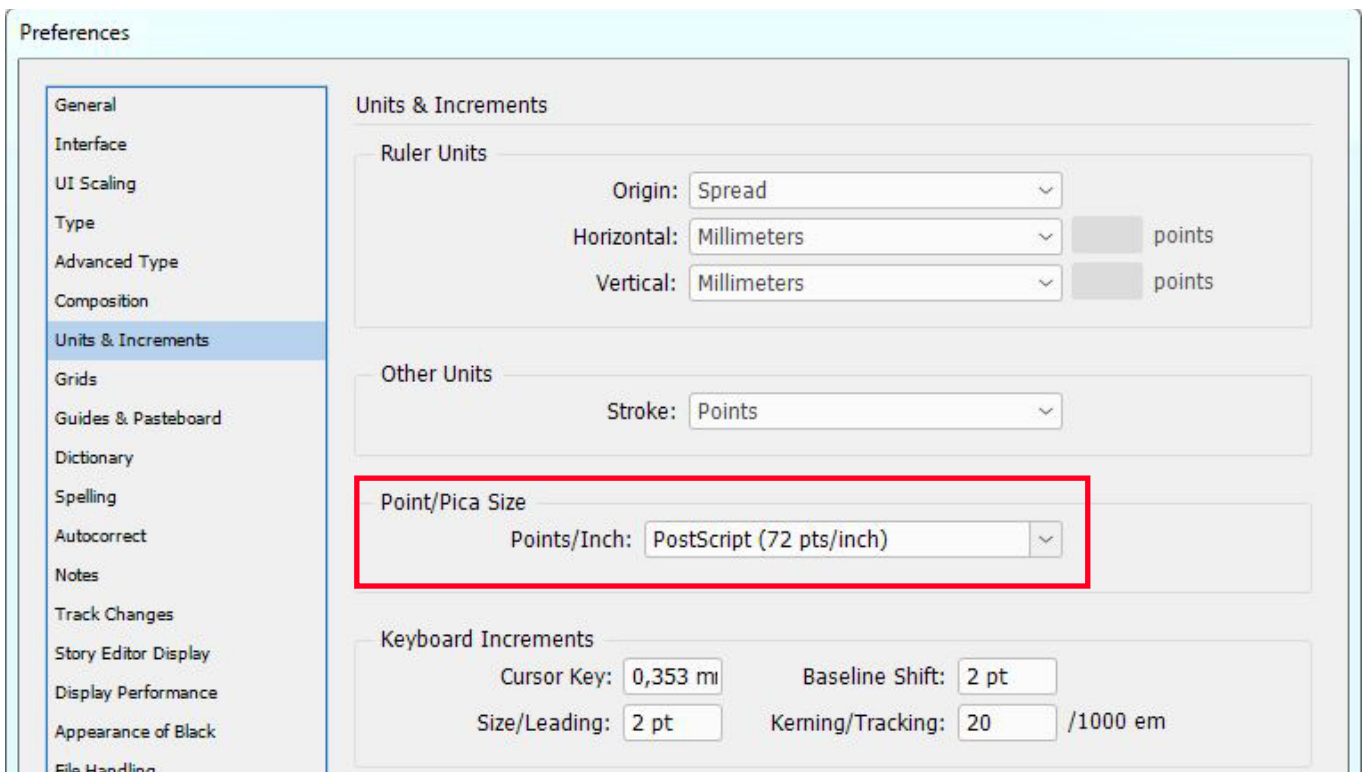 Preferences
General
Interface
UI Scaling
Type
Advanced Type
Composition
Units & Increments
Grids
Guides & Pasteboard
Dictionary
Spelling
Autocorrect
Notes
Track Changes
Story Editor Display
Display Performance
Appearance of Black
File Handling
Units & Increments
Ruler Units
Origin: Spread
Horizontal: Millimeters points
Vertical: Millimeters points
Other Units
Stroke: Points
Point/Pica Size
Points/Inch: PostScript (72 pts/inch)
Keyboard Increments
Cursor Key: 0,353 m Baseline Shift: 2 pt
Size/Leading: 2 pt Kerning/Tracking: 20 /1000 em